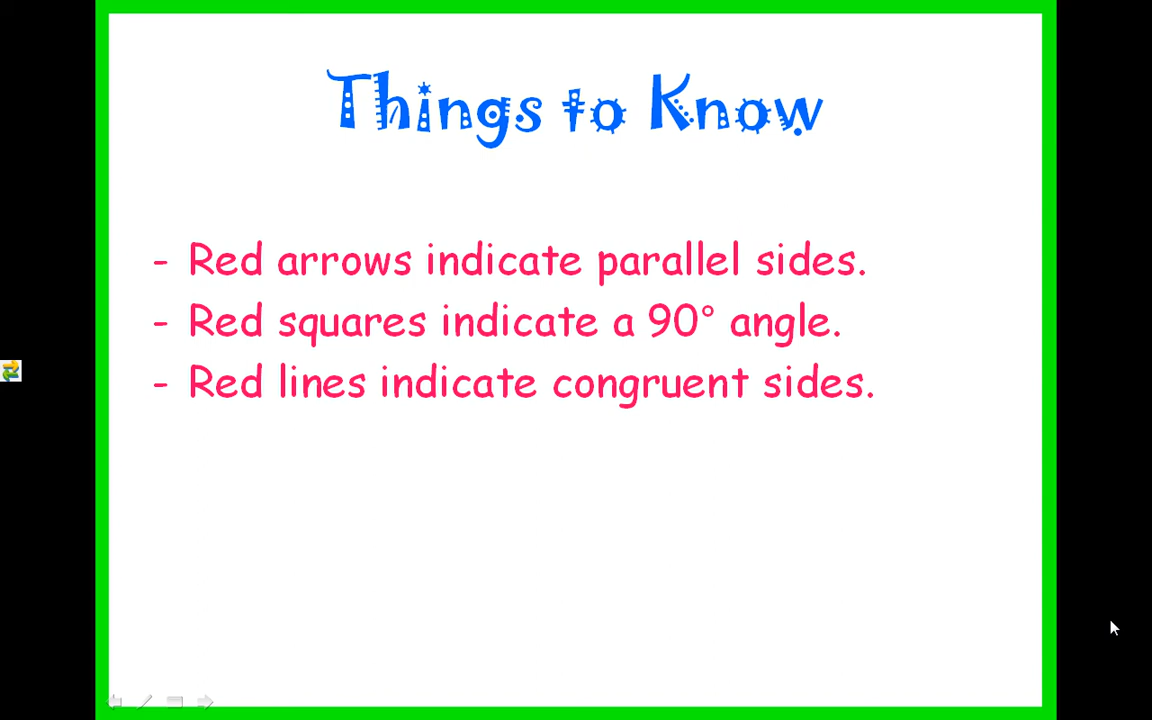 Things to Know
- Red arrows indicate parallel sides.
- Red squares indicate a 90° angle.
- Red lines indicate congruent sides.